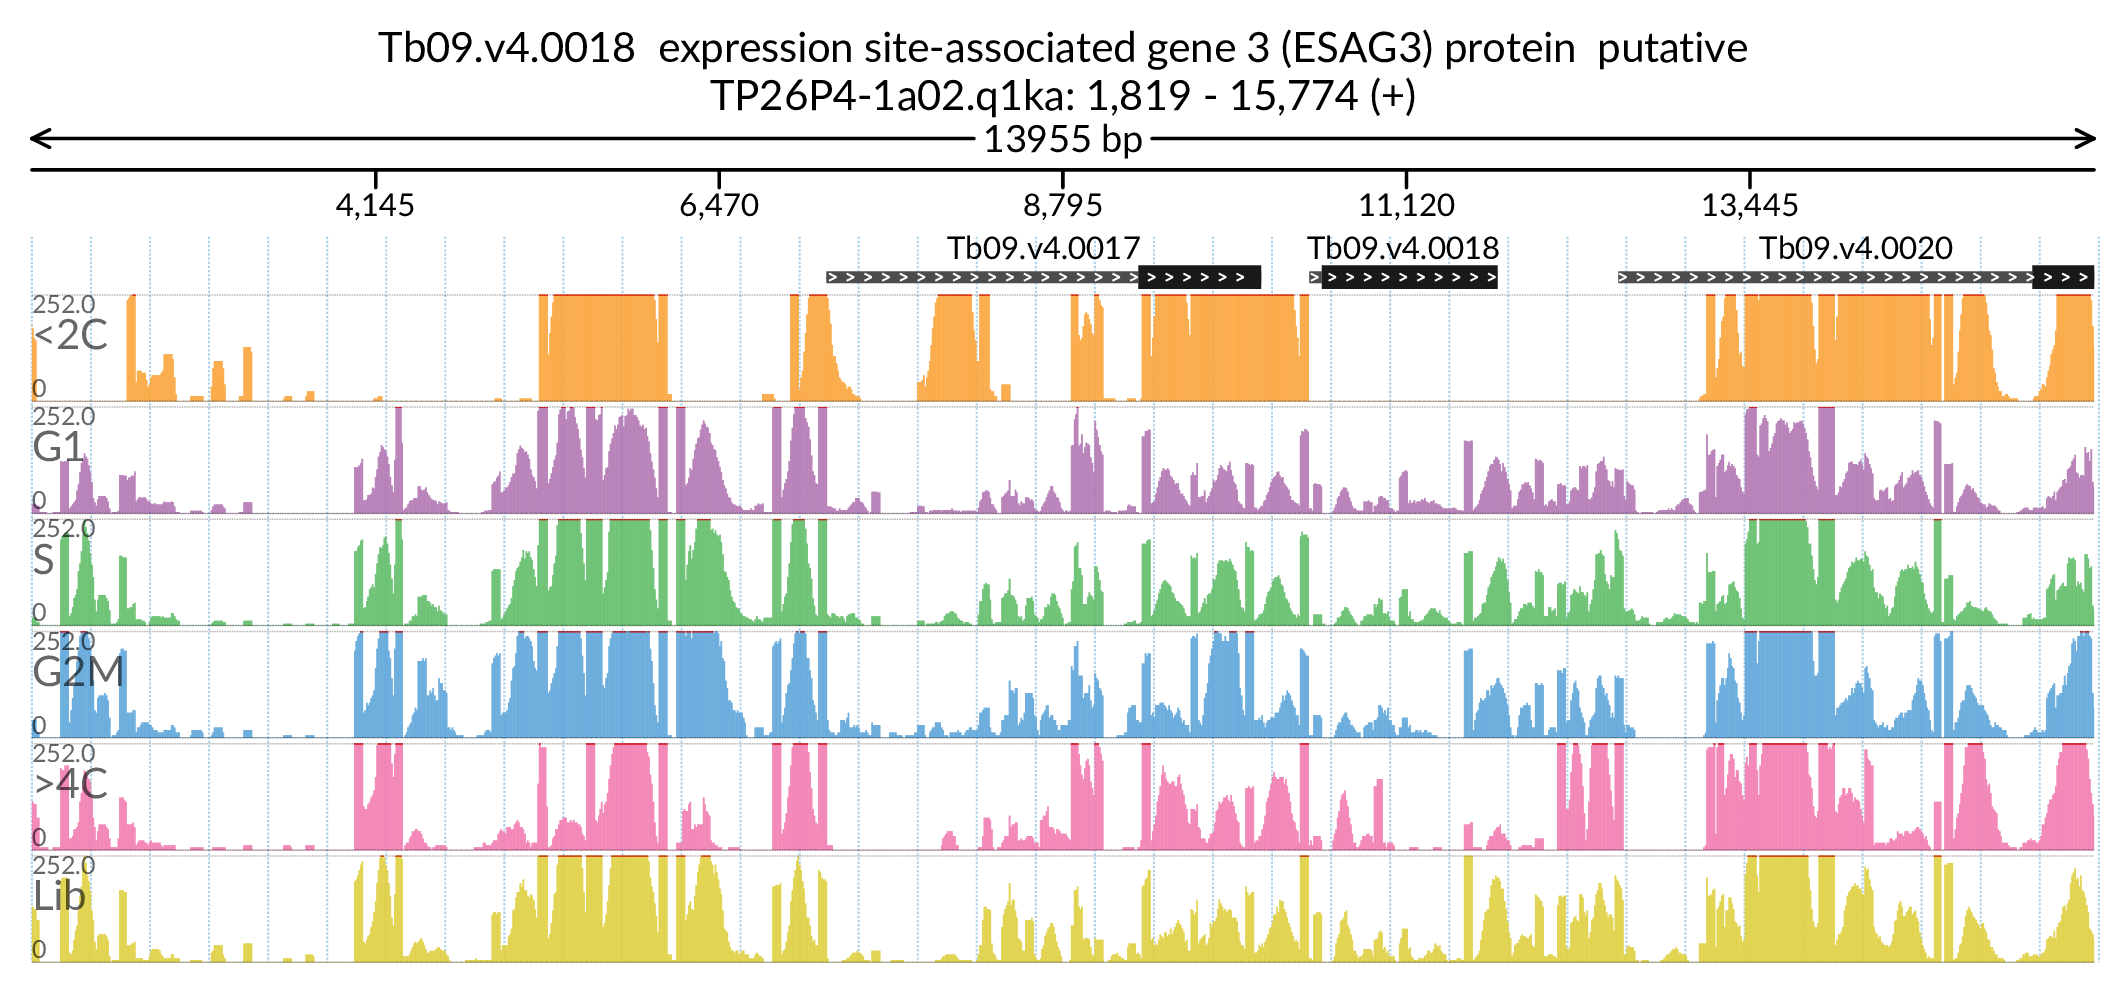 Tb09.v4.0018 expression site-associated gene 3 (ESAG3) protein putative
TP26P4-1a02.q1ka: 1,819 - 15,774 (+)
13955 bp
4,145 6,470 8,795 11,120 13,445
Tb09.v4.0017 Tb09.v4.0018 Tb09.v4.0020
252.0
<2C
0
252.0
G1
0
252.0
S
0
252.0
G2M
0
252.0
>4C
0
252.0
Lib
0